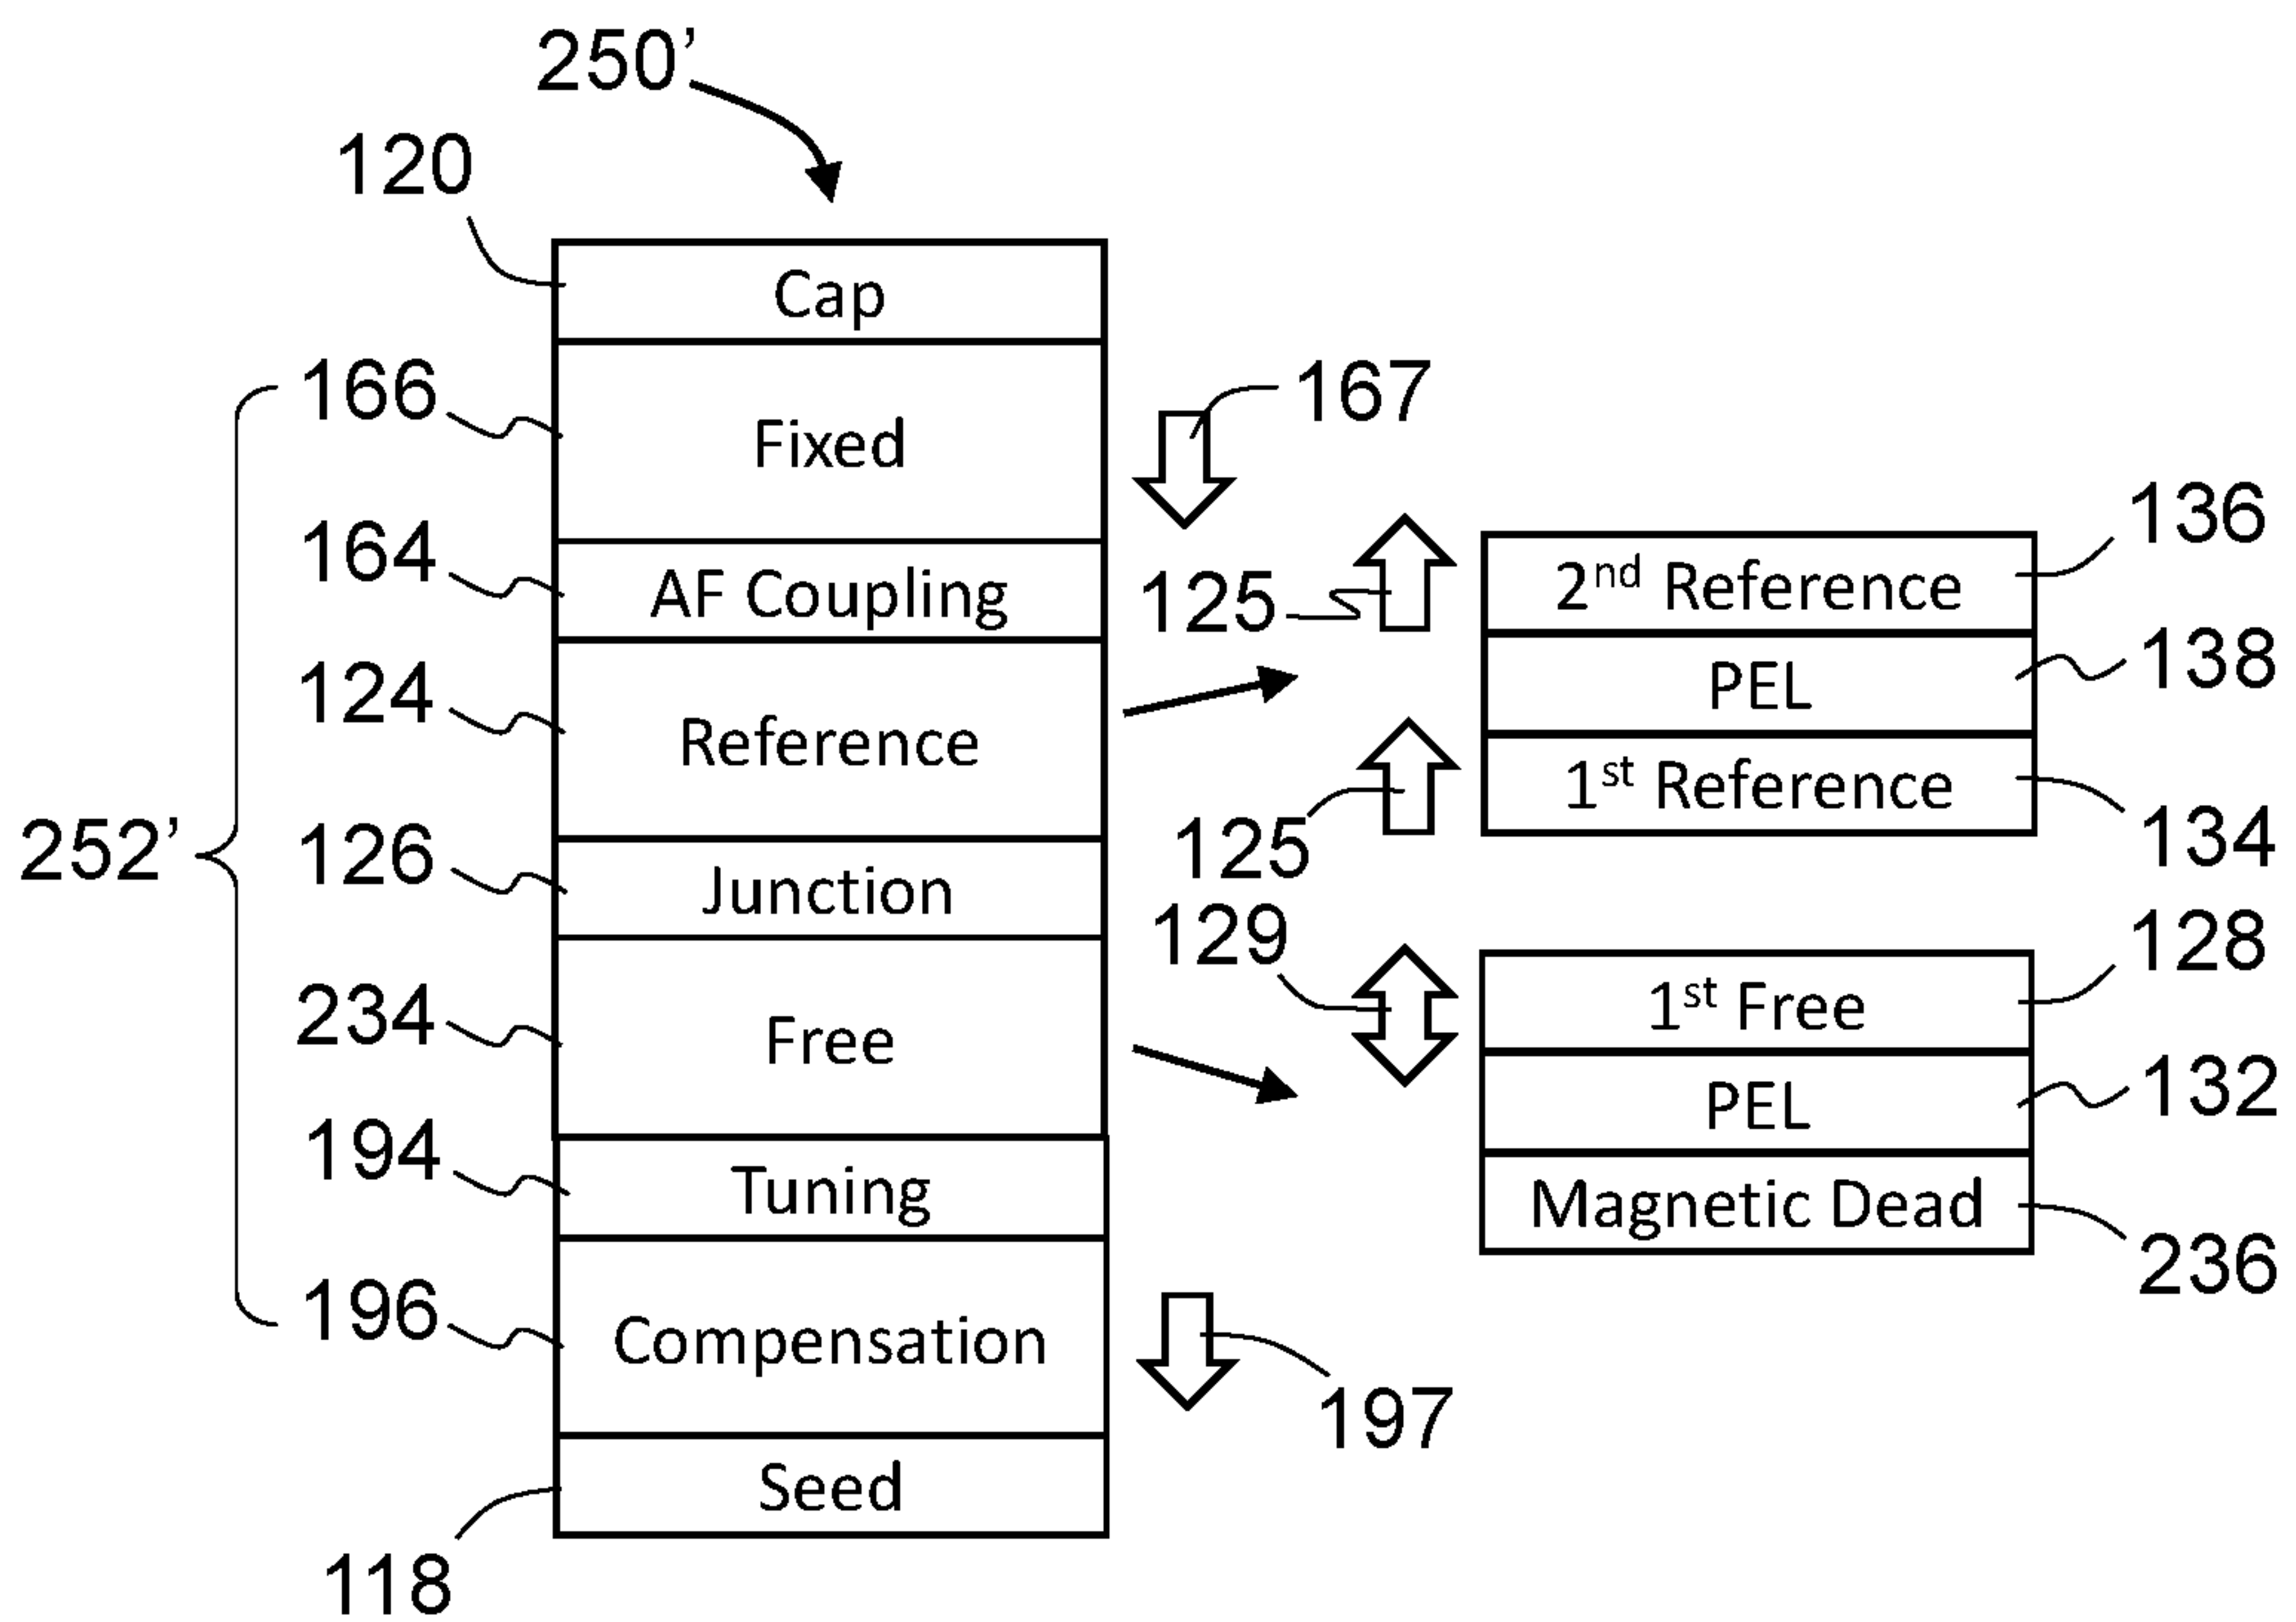 250’
120
Cap
166
Fixed
167
164
AF Coupling
125
2nd Reference
136
124
Reference
PEL
138
125
1st Reference
134
252’
126
Junction
129
1st Free
128
234
Free
PEL
132
194
Tuning
Magnetic Dead
236
196
Compensation
197
Seed
118